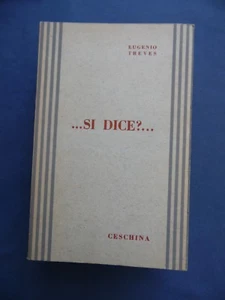 EUGENIO
TREVES
...SI DICE?...
CESCHINA